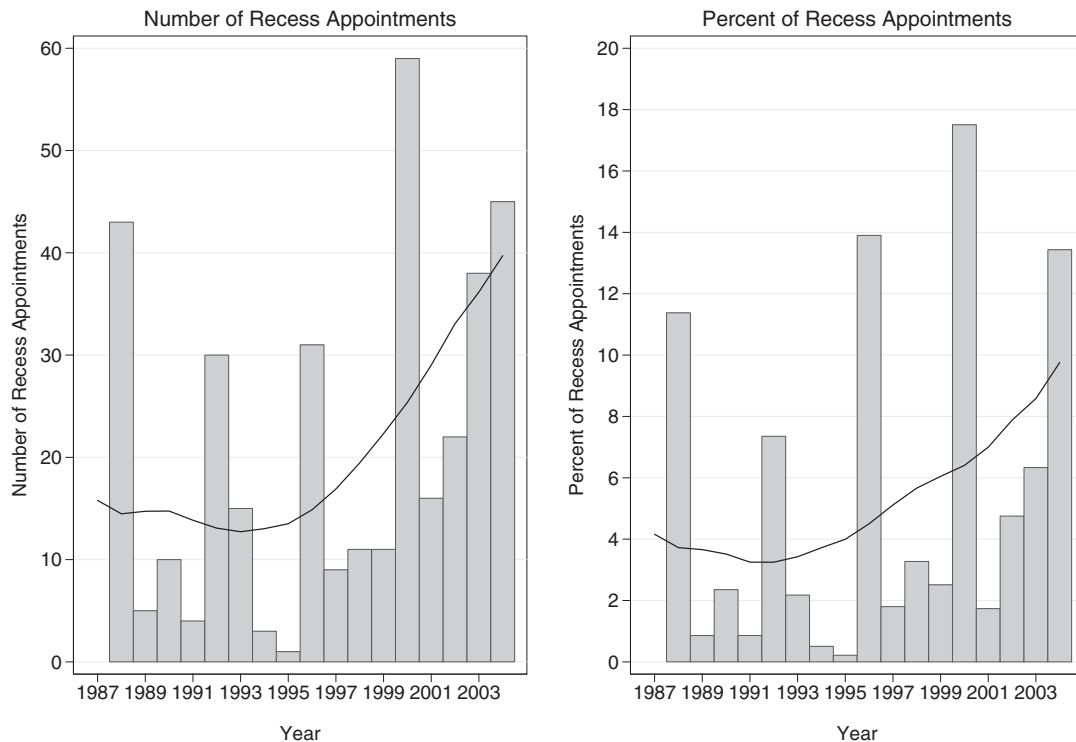 Number of Recess Appointments
60
50
40
30
20
10
0
Number of Recess Appointments
1987 1989 1991 1993 1995 1997 1999 2001 2003
Year
Percent of Recess Appointments
20
18
16
14
12
10
8
6
4
2
0
Percent of Recess Appointments
1987 1989 1991 1993 1995 1997 1999 2001 2003
Year